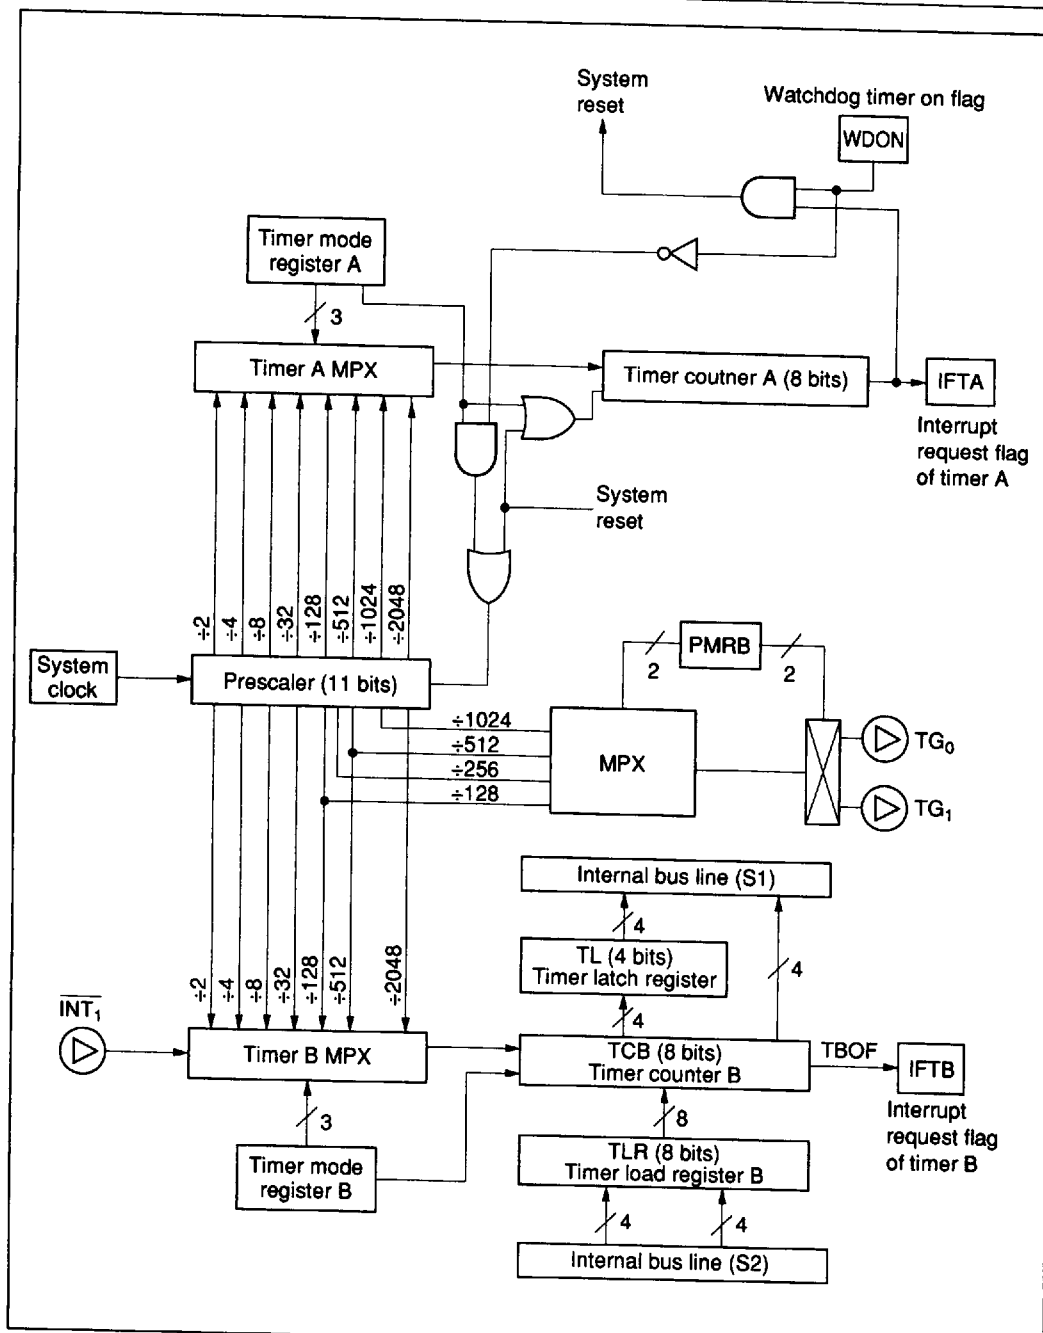 System
reset
Watchdog timer on flag
WDON
Timer mode
register A
3
Timer A MPX
Timer coutner A (8 bits)
IFTA
Interrupt
request flag
of timer A
System
reset
÷2
÷4
÷8
÷32
÷128
÷512
÷1024
÷2048
System
clock
Prescaler (11 bits)
2
PMRB
2
÷1024
÷512
÷256
÷128
MPX
TG0
TG1
Internal bus line (S1)
4
TL (4 bits)
Timer latch register
4
4
÷2
÷4
÷8
÷32
÷128
÷512
÷2048
INT1
Timer B MPX
TCB (8 bits)
Timer counter B
TBOF
IFTB
Interrupt
request flag
of timer B
3
8
Timer mode
register B
TLR (8 bits)
Timer load register B
4
4
Internal bus line (S2)